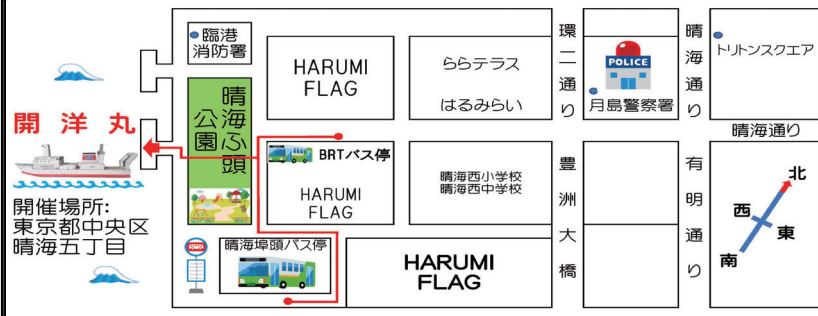 臨港
消防署
HARUMI
FLAG
ららテラス
はるみらい
環二通り
POLICE
月島警察署
晴海通り
トリトンスクエア
晴海通り
開洋丸
晴海ふ頭
公園
BRTバス停
HARUMI
FLAG
晴海西小学校
晴海西中学校
豊洲大橋
有明通り
北
西
東
南
開催場所:
東京都中央区
晴海五丁目
晴海埠頭バス停
HARUMI
FLAG